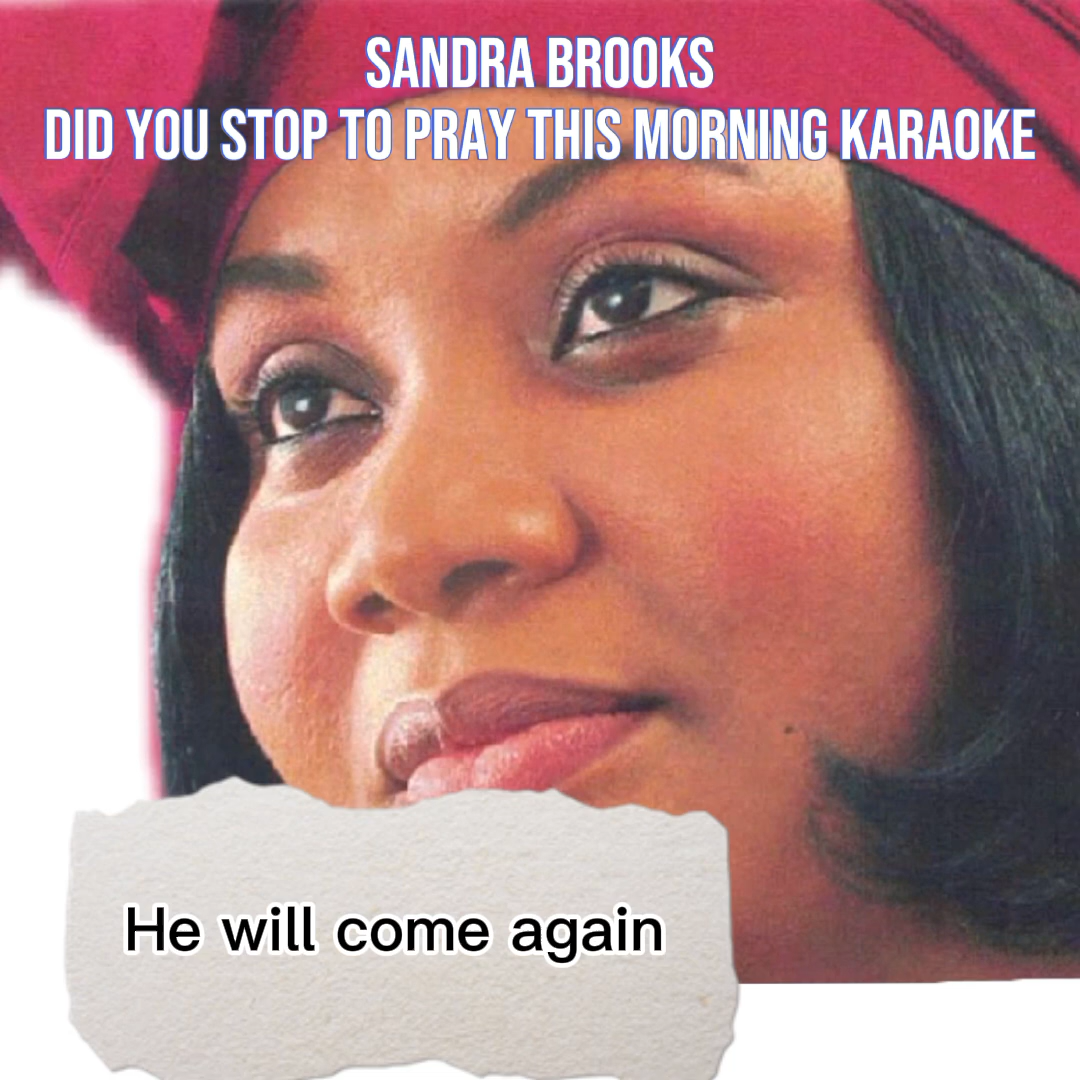 SANDRA BROOKS
DID YOU STOP TO PRAY THIS MORNING KARAOKE
He will come again